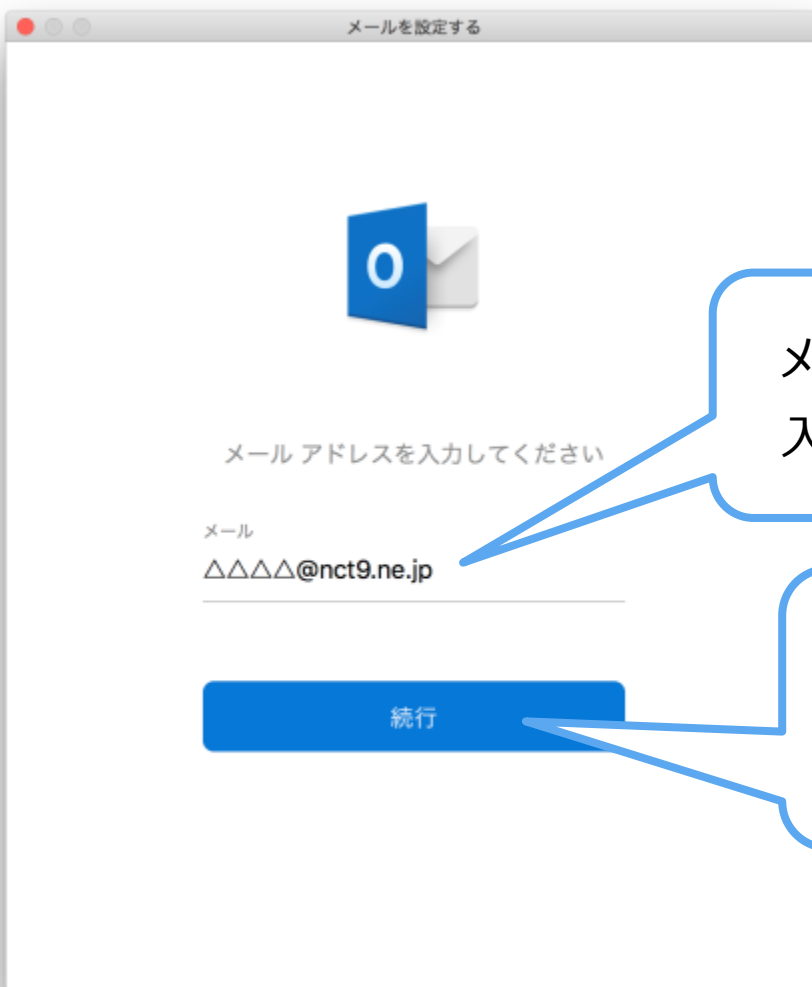 メールを設定する
メール アドレスを入力してください
メール
△△△△@nct9.ne.jp
続行
メ
入